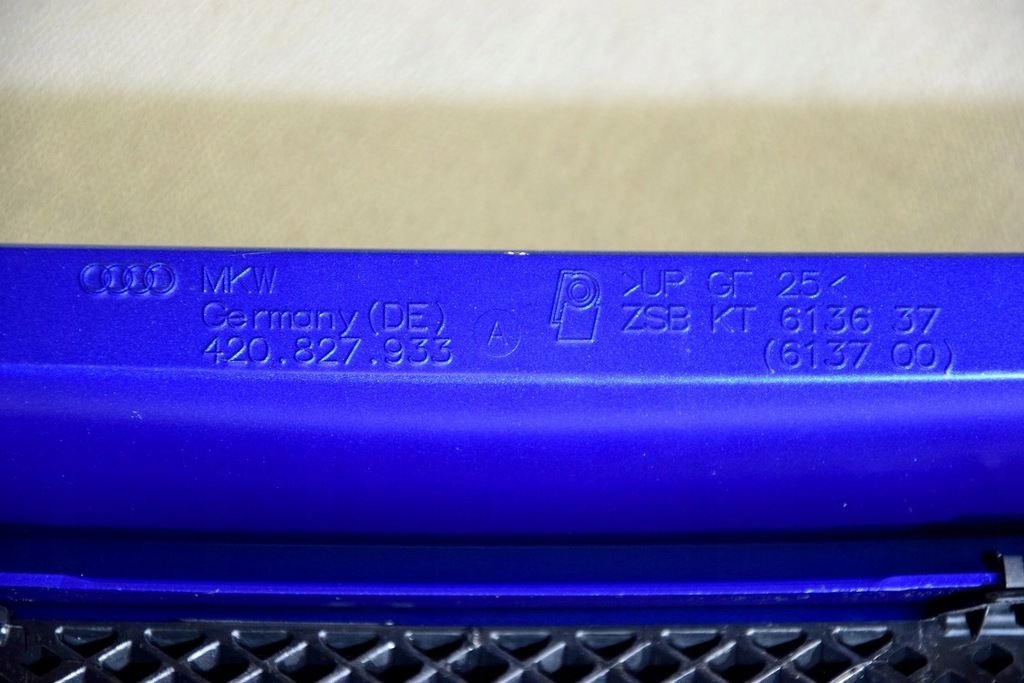 MKW
Germany (DE)
420.827.933
A
>UP GF 25<
ZSB KT 6136 37
(6137 00)